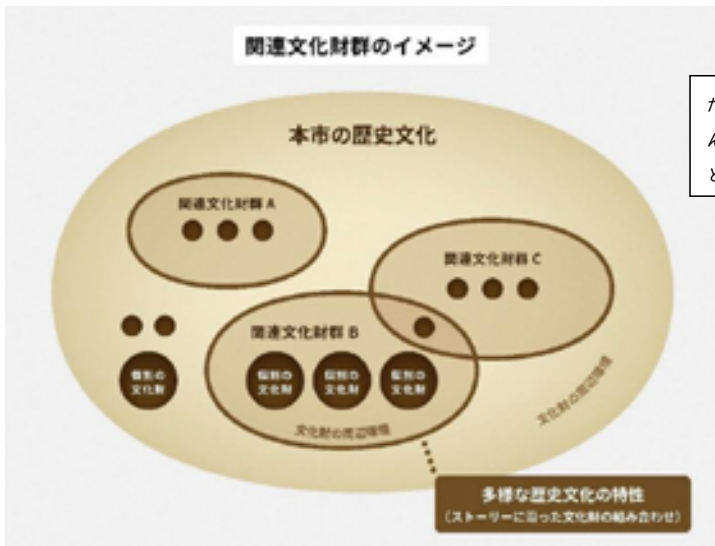 関連文化財群のイメージ
本市の歴史文化
関連文化財群 A
関連文化財群 C
関連文化財群 B
個別の
文化財
個別の
文化財
個別の
文化財
個別の
文化財
文化財の周辺環境
文化財の周辺環境
多様な歴史文化の特性
(ストーリーに沿った文化財の組み合わせ)